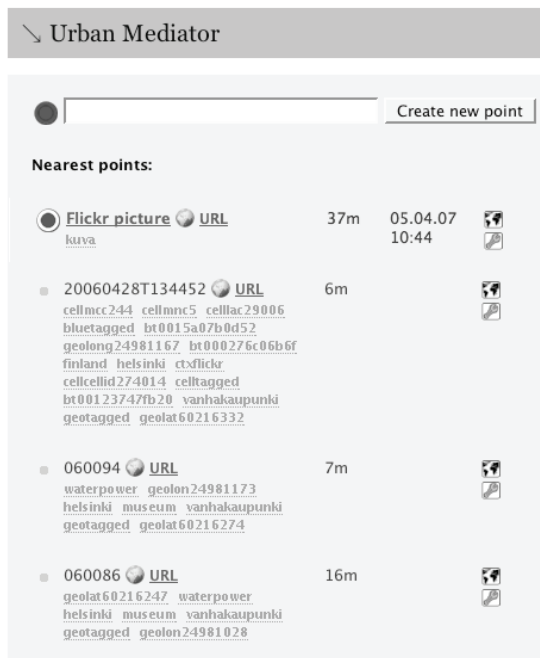 Urban Mediator
Create new point
Nearest points:
Flickr picture URL 37m 05.04.07
kuva 10:44
20060428T134452 URL 6m
cellmcc244 cellmnc5 celllac29006
bluetagged bt0015a07b0d52
geolong24981167 bt000276c06b6f
finland helsinki ctxflickr
cellcellid274014 celltagged
bt00123747fb20 vanhakaupunki
geotagged geolat60216332
060094 URL 7m
waterpower geolon24981173
helsinki museum vanhakaupunki
geotagged geolat60216274
060086 URL 16m
geolat60216247 waterpower
helsinki museum vanhakaupunki
geotagged geolon24981028